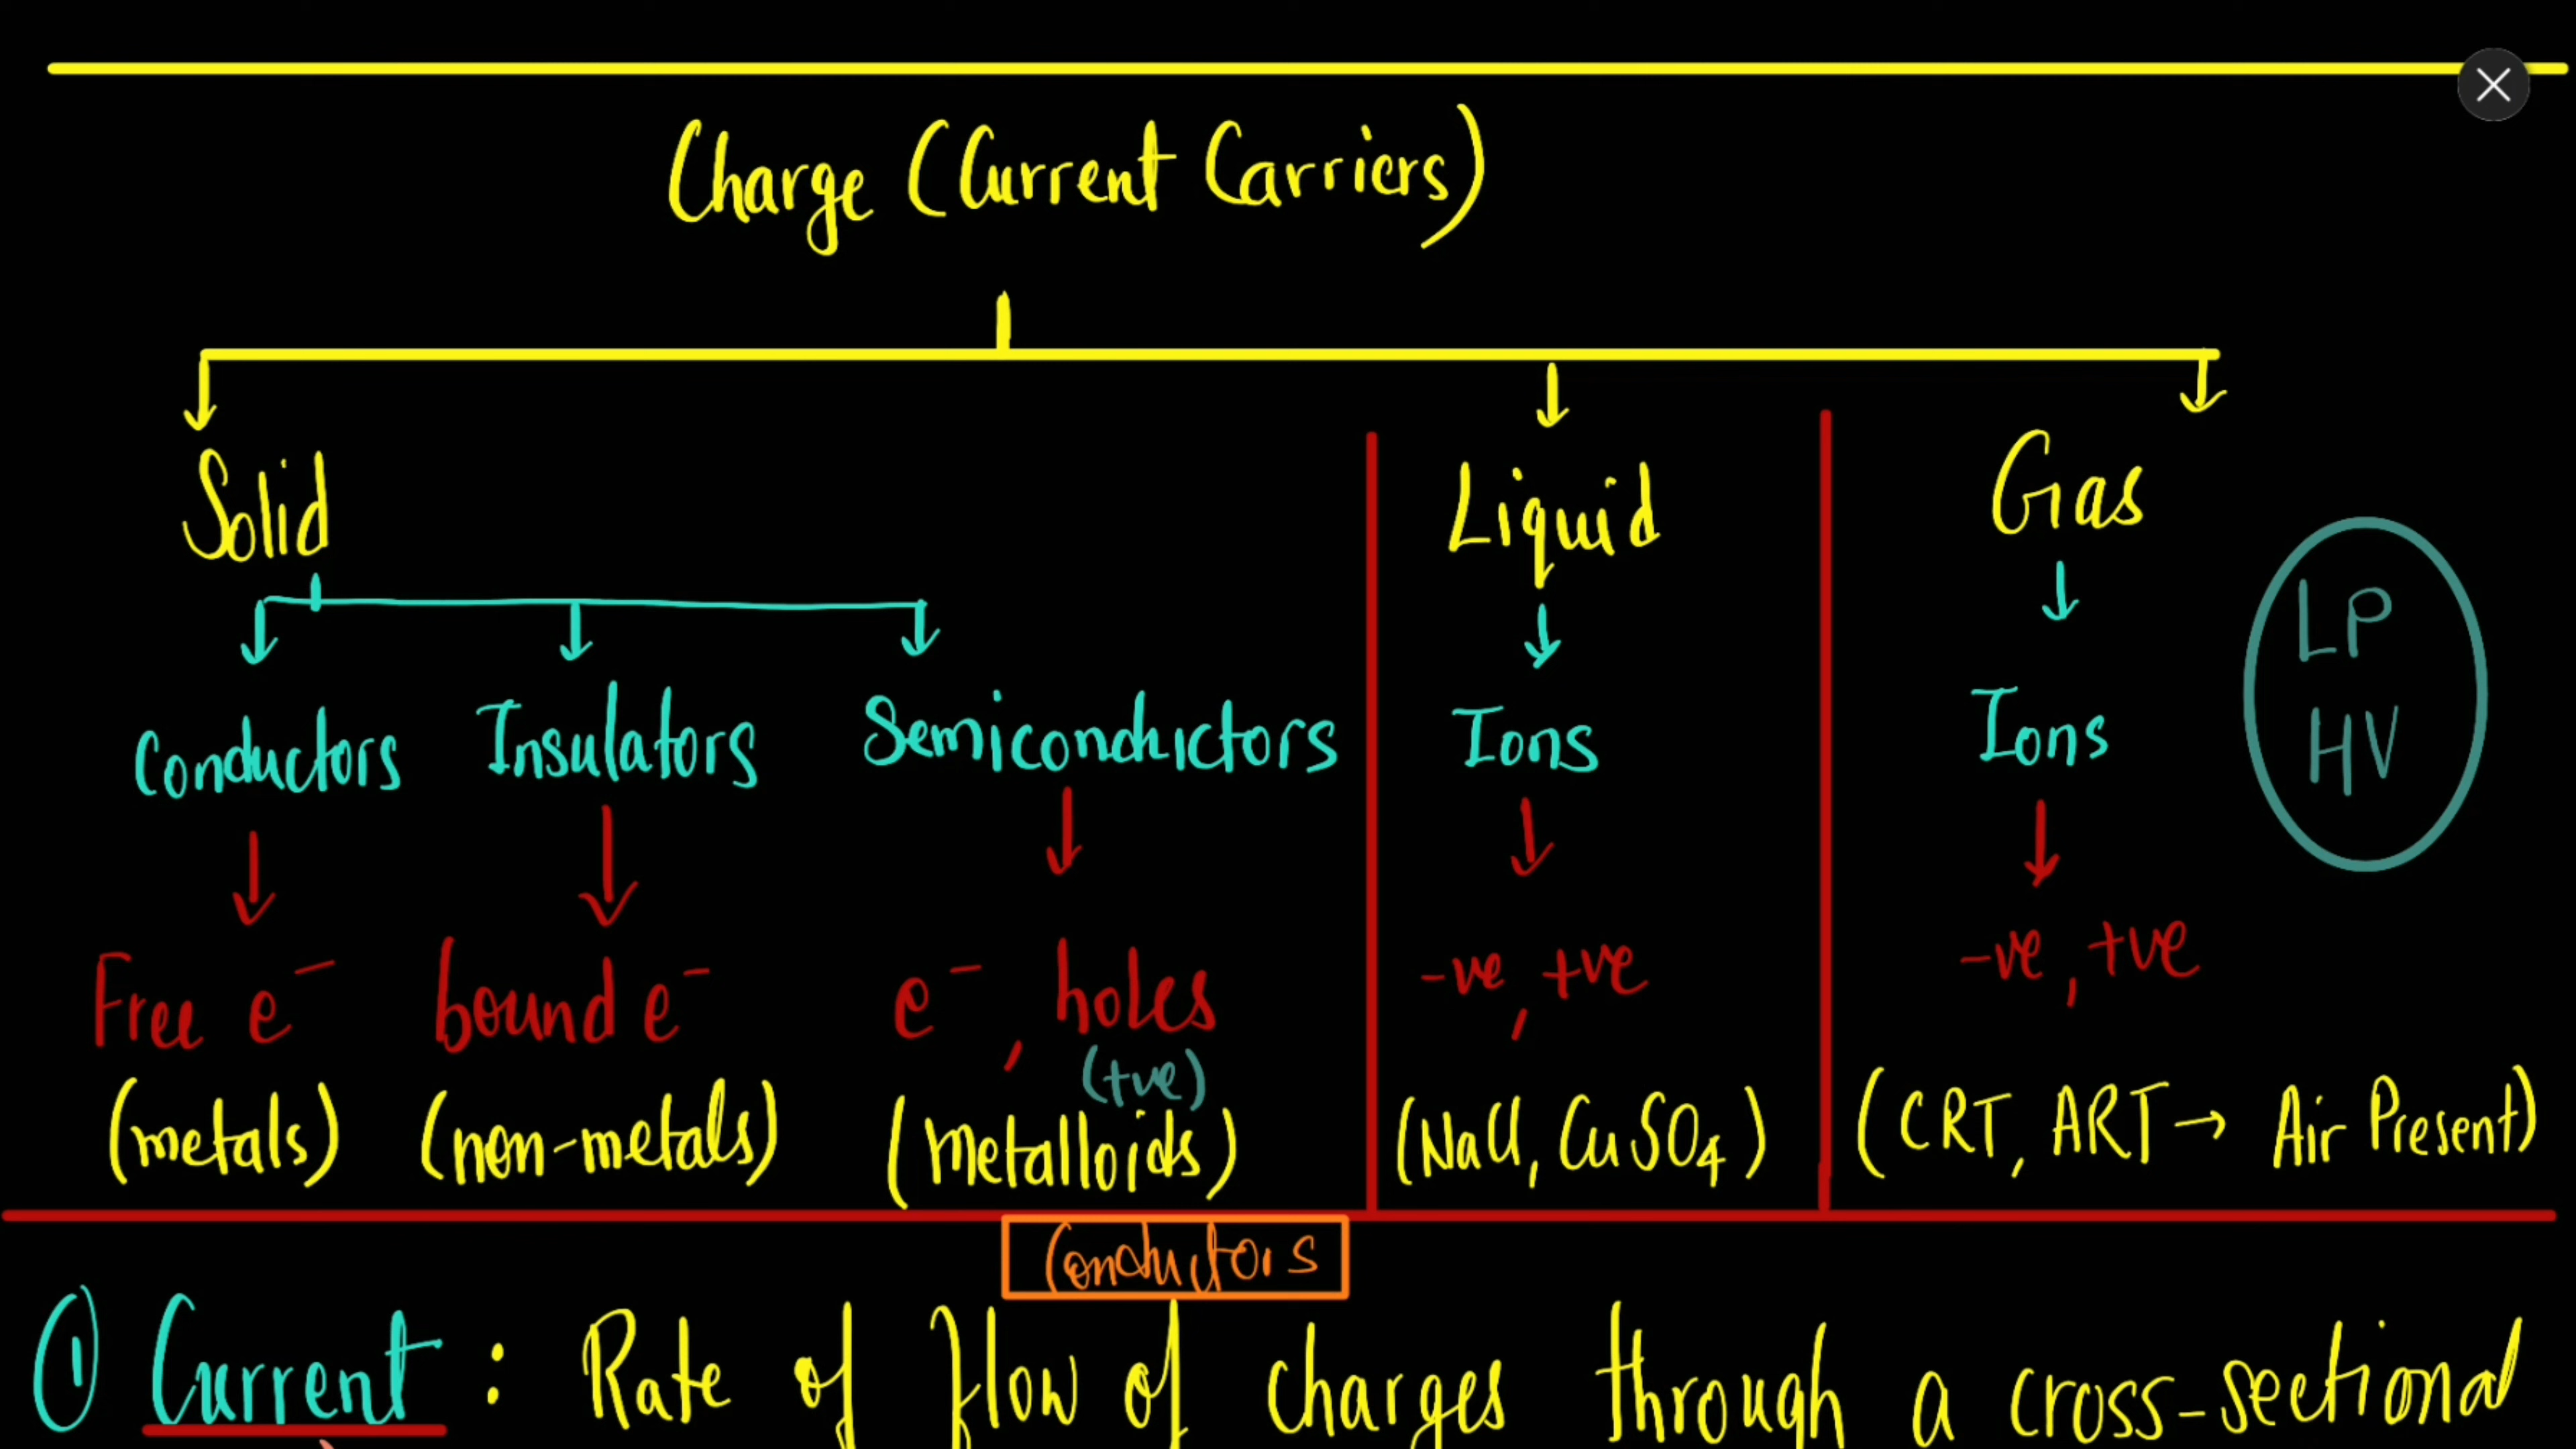 Charge (Current Carriers)
Solid
Liquid
Gas
LP
HV
Conductors Insulators Semiconductors
Ions
Ions
Free e⁻
bound e⁻
e⁻, holes
(+ve)
-ve, +ve
-ve, +ve
(metals)
(non-metals)
(Metalloids)
(NaCl, CuSO₄)
(CRT, ART → Air Present)
Conductors
① Current : Rate of flow of charges through a cross-sectional